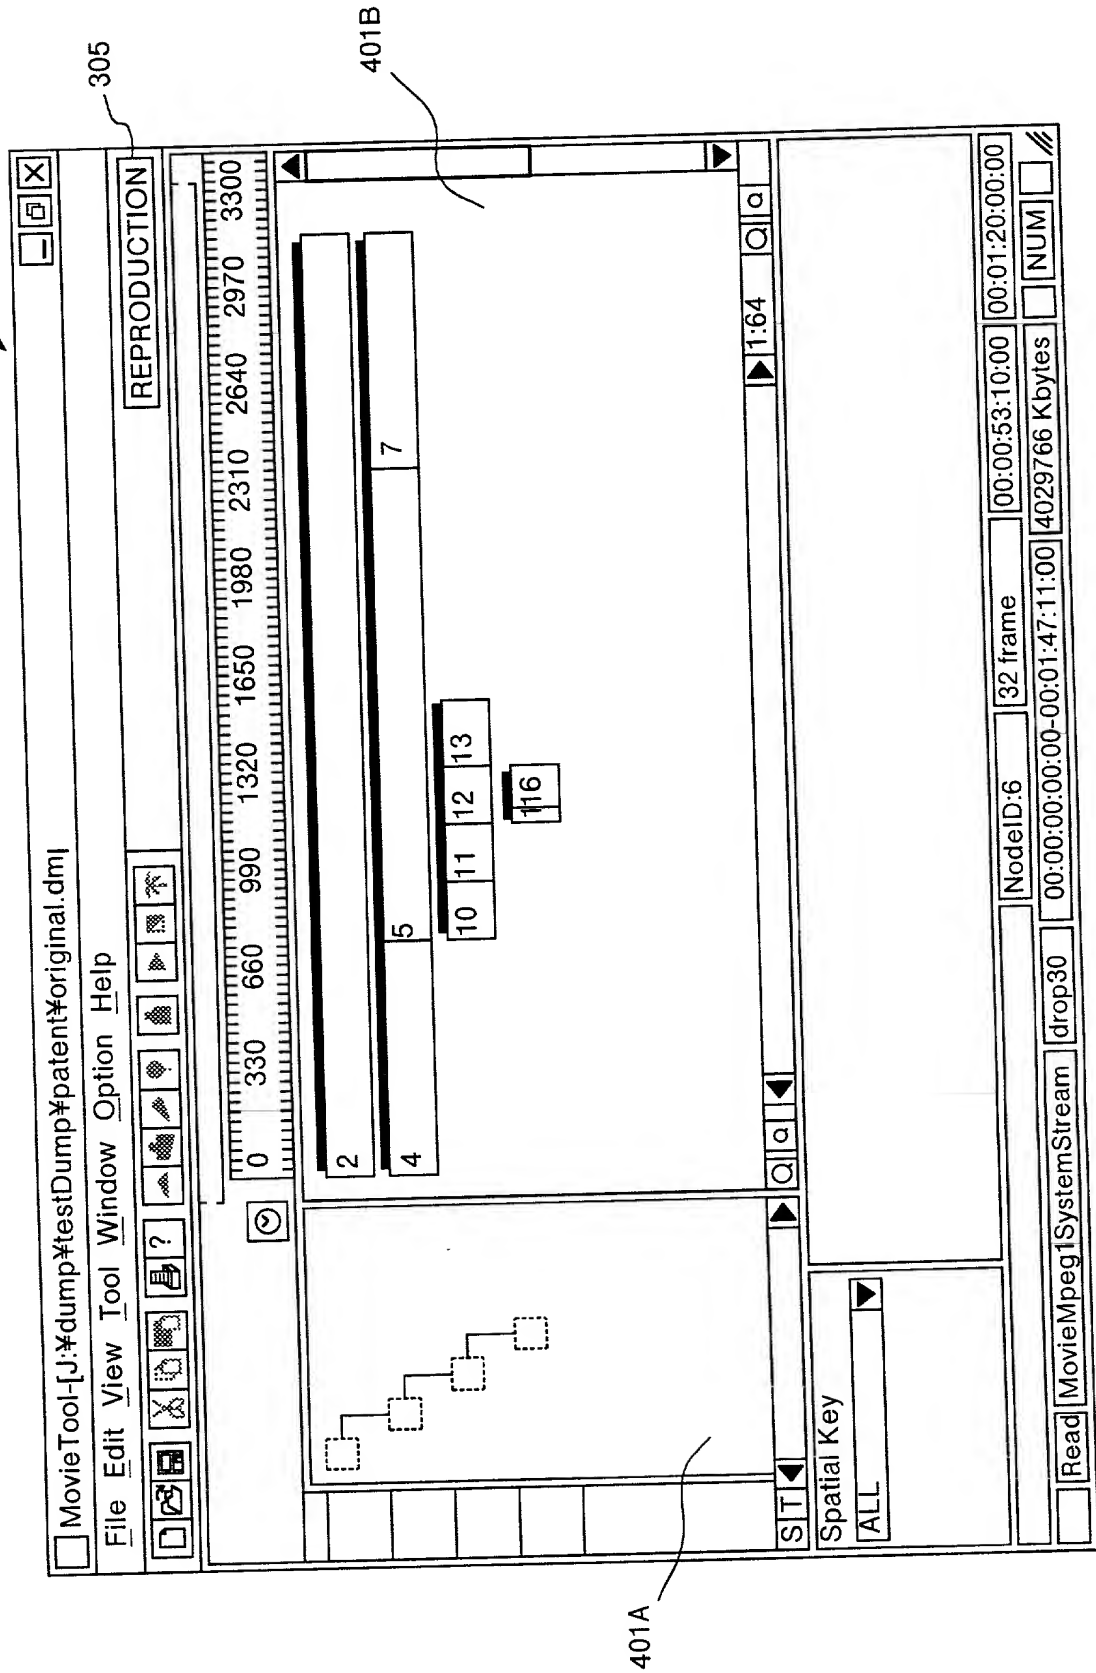 305
401B
MovieTool-[J:¥dump¥testDump¥patent¥original.dm
File Edit View Tool Window Option Help
?
REPRODUCTION
0 330 660 990 1320 1650 1980 2310 2640 2970 3300
2
4 5 7
10 11 12 13
16
S T
1:64
Spatial Key
ALL
NodeID:6 32 frame 00:00:53:10:00 00:01:20:00:00
Read MovieMpeg1SystemStream drop30 00:00:00:00:00-00:01:47:11:00 4029766 Kbytes NUM
401A